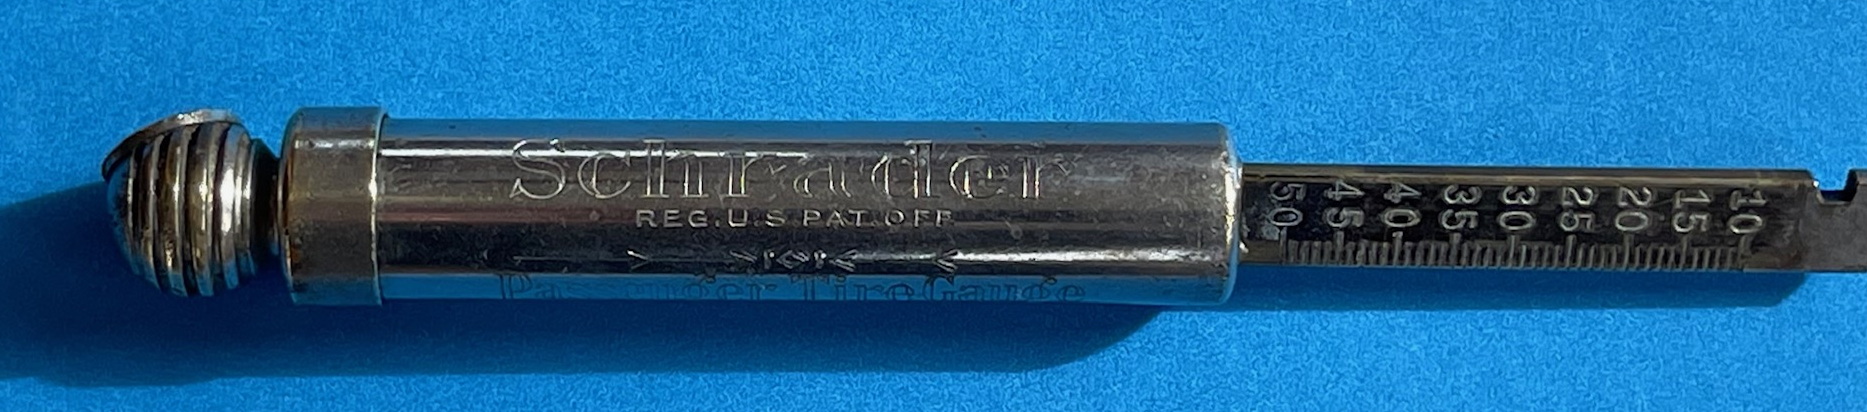 Schrader
REG. U.S. PAT. OFF.
Passenger Tire Gauge
50 45 40 35 30 25 20 15 10